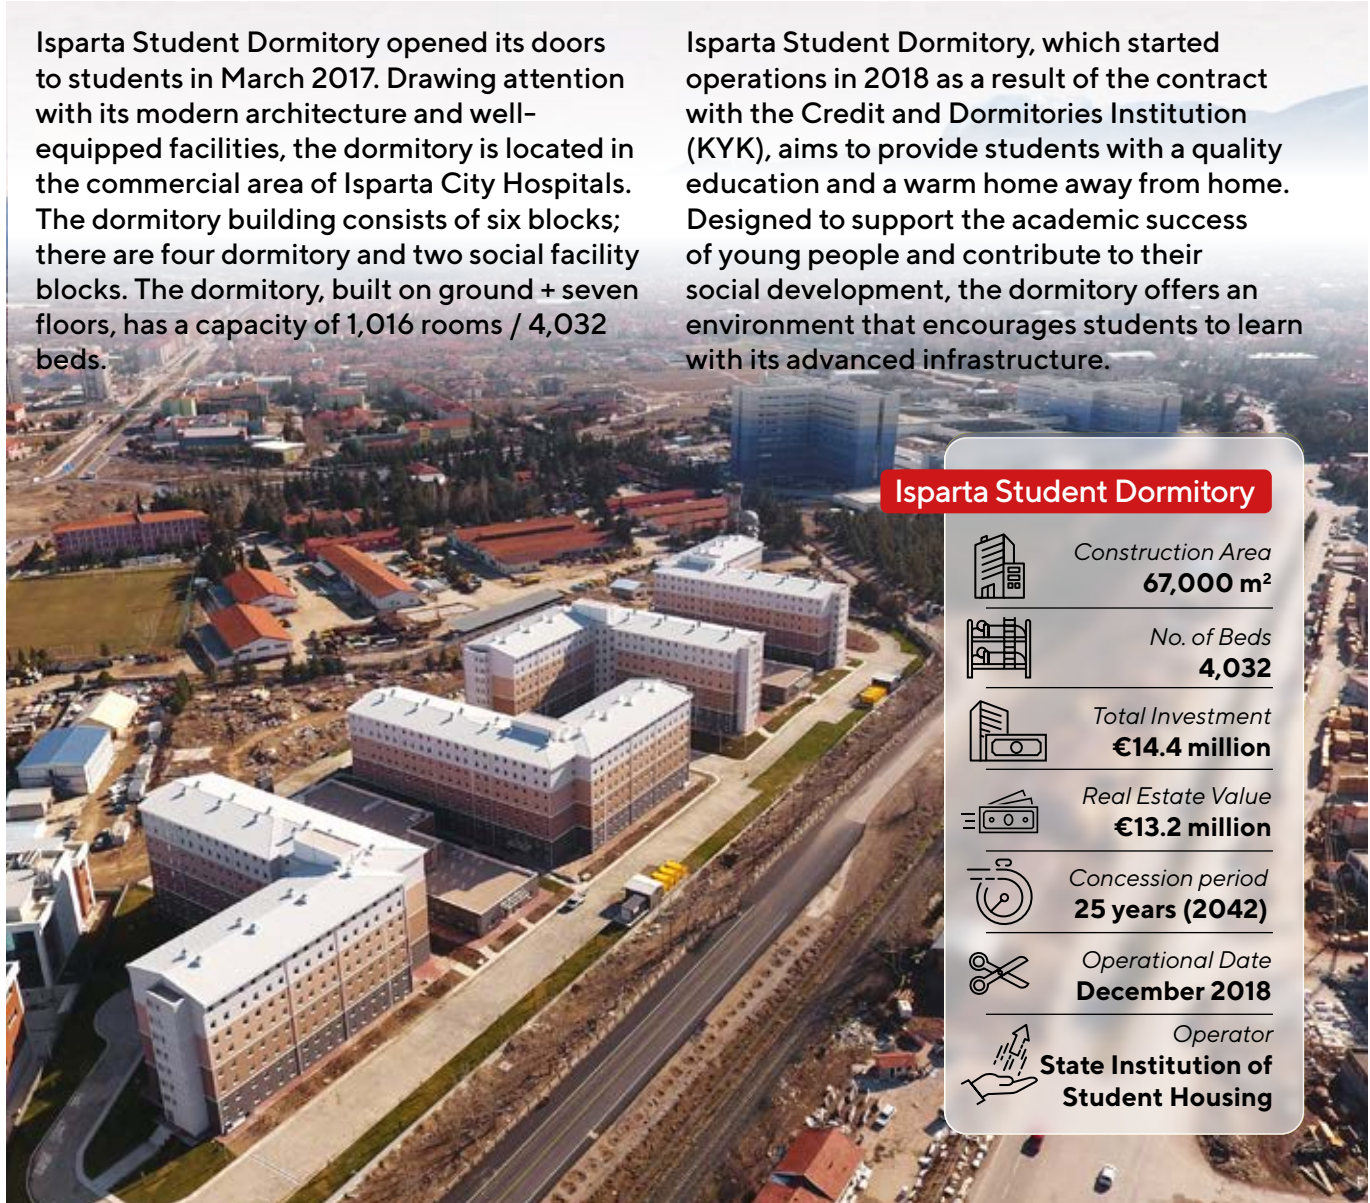 Isparta Student Dormitory opened its doors
to students in March 2017. Drawing attention
with its modern architecture and well-
equipped facilities, the dormitory is located in
the commercial area of Isparta City Hospitals.
The dormitory building consists of six blocks;
there are four dormitory and two social facility
blocks. The dormitory, built on ground + seven
floors, has a capacity of 1,016 rooms / 4,032
beds.
Isparta Student Dormitory, which started
operations in 2018 as a result of the contract
with the Credit and Dormitories Institution
(KYK), aims to provide students with a quality
education and a warm home away from home.
Designed to support the academic success
of young people and contribute to their
social development, the dormitory offers an
environment that encourages students to learn
with its advanced infrastructure.
Isparta Student Dormitory
Construction Area
67,000 m²
No. of Beds
4,032
Total Investment
€14.4 million
Real Estate Value
€13.2 million
Concession period
25 years (2042)
Operational Date
December 2018
Operator
State Institution of
Student Housing